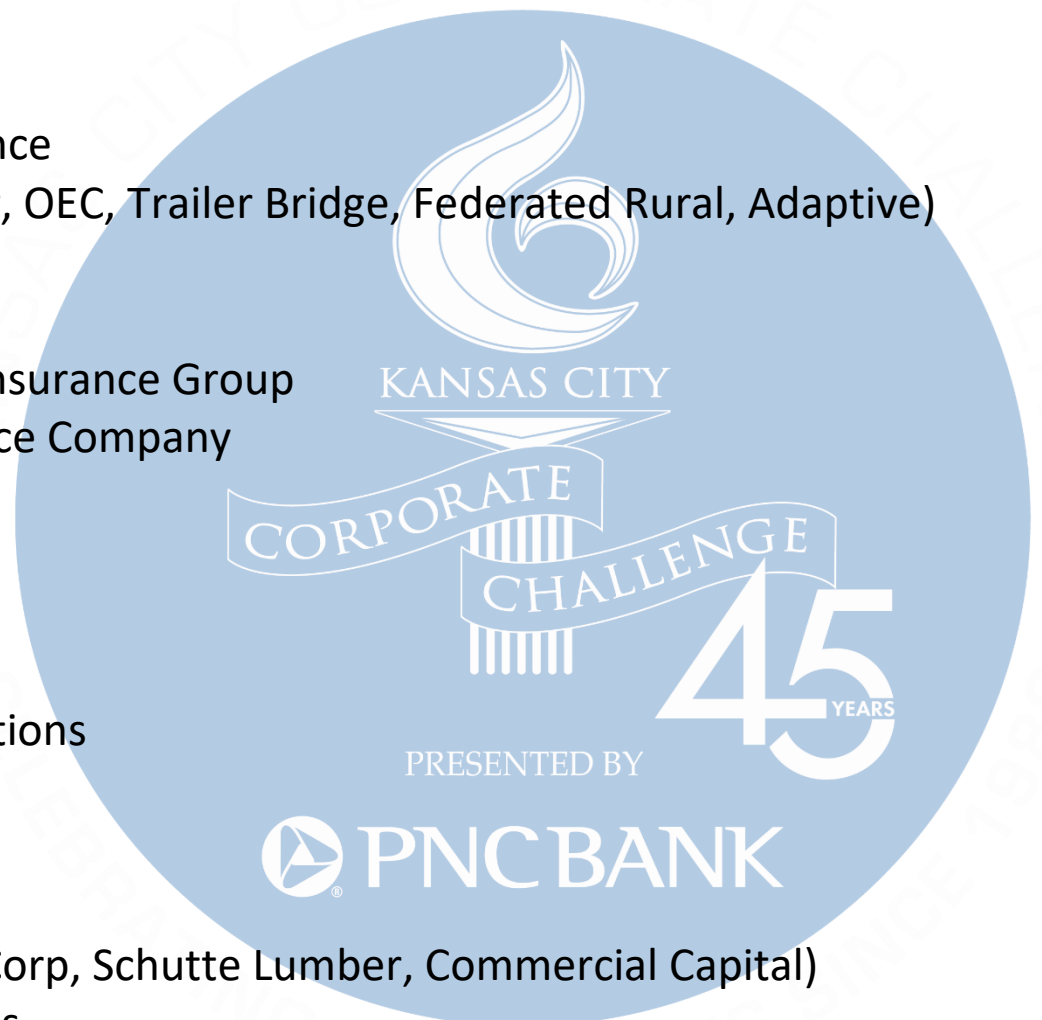 nce
, OEC, Trailer Bridge, Federated Rural, Adaptive)
nsurance Group
KANSAS CITY
ce Company
CORPORATE
CHALLENGE
45
YEARS
tions
PRESENTED BY
PNC BANK
Corp, Schutte Lumber, Commercial Capital)